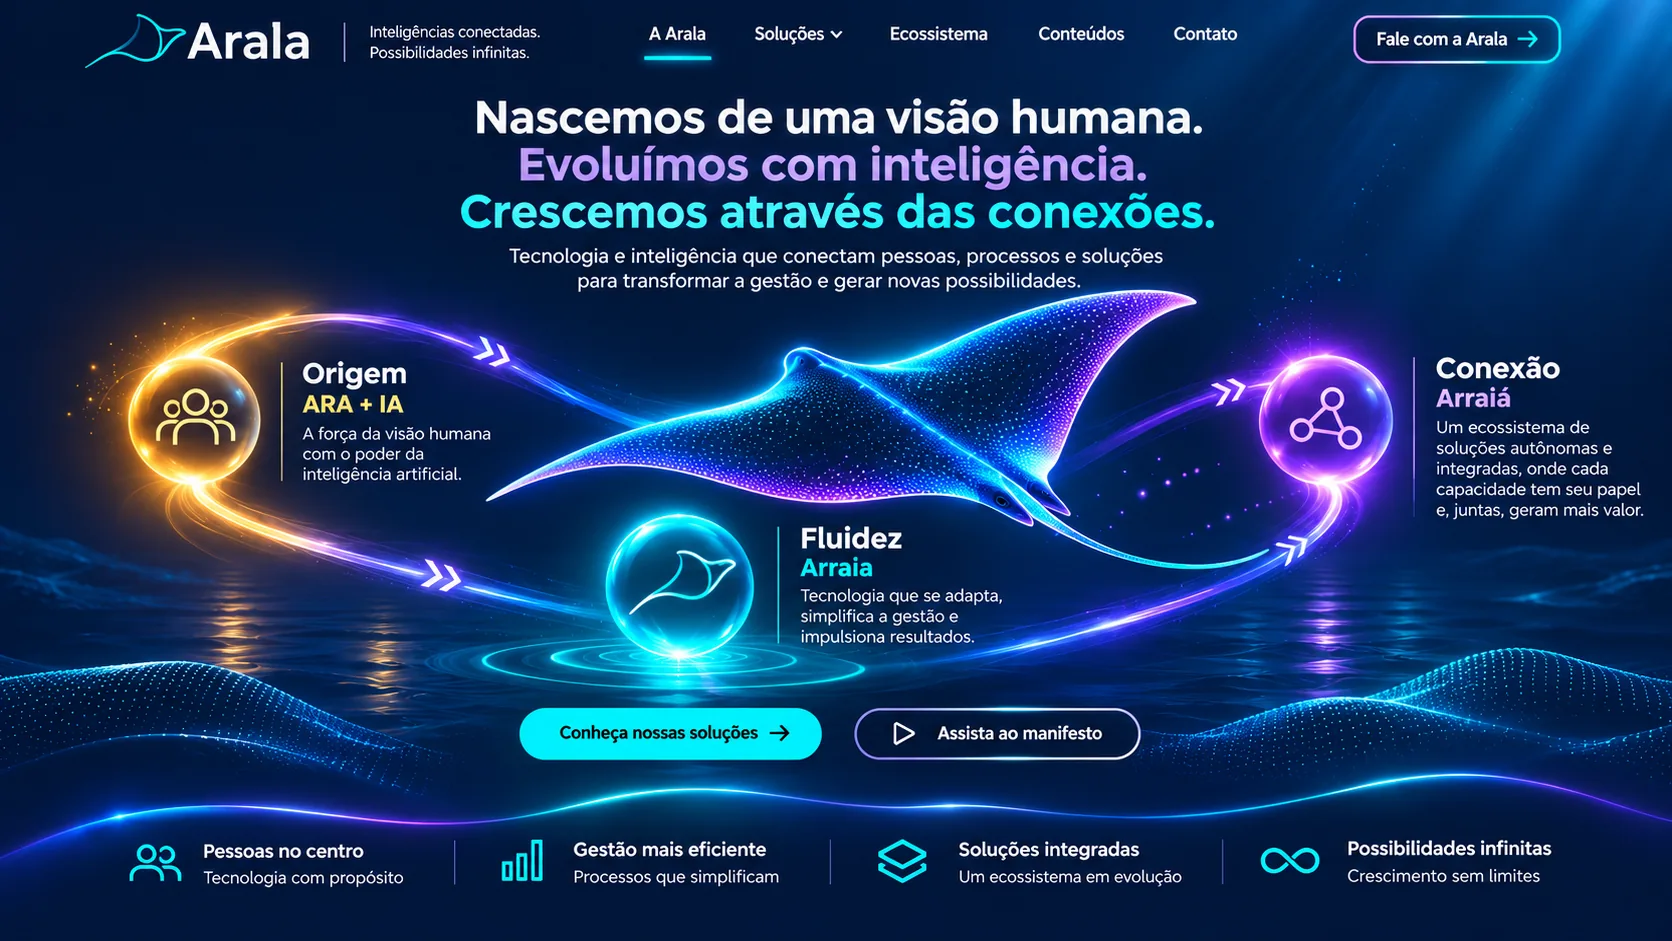 Arala
Inteligências conectadas.
Possibilidades infinitas.
A Arala
Soluções
Ecossistema
Conteúdos
Contato
Fale com a Arala
Nascemos de uma visão humana.
Evoluímos com inteligência.
Crescemos através das conexões.
Tecnologia e inteligência que conectam pessoas, processos e soluções
para transformar a gestão e gerar novas possibilidades.
Origem
ARA + IA
A força da visão humana
com o poder da
inteligência artificial.
Fluidez
Arraia
Tecnologia que se adapta,
simplifica a gestão e
impulsiona resultados.
Conexão
Arraiá
Um ecossistema de
soluções autônomas e
integradas, onde cada
capacidade tem seu papel
e, juntas, geram mais valor.
Conheça nossas soluções
Assista ao manifesto
Pessoas no centro
Tecnologia com propósito
Gestão mais eficiente
Processos que simplificam
Soluções integradas
Um ecossistema em evolução
Possibilidades infinitas
Crescimento sem limites